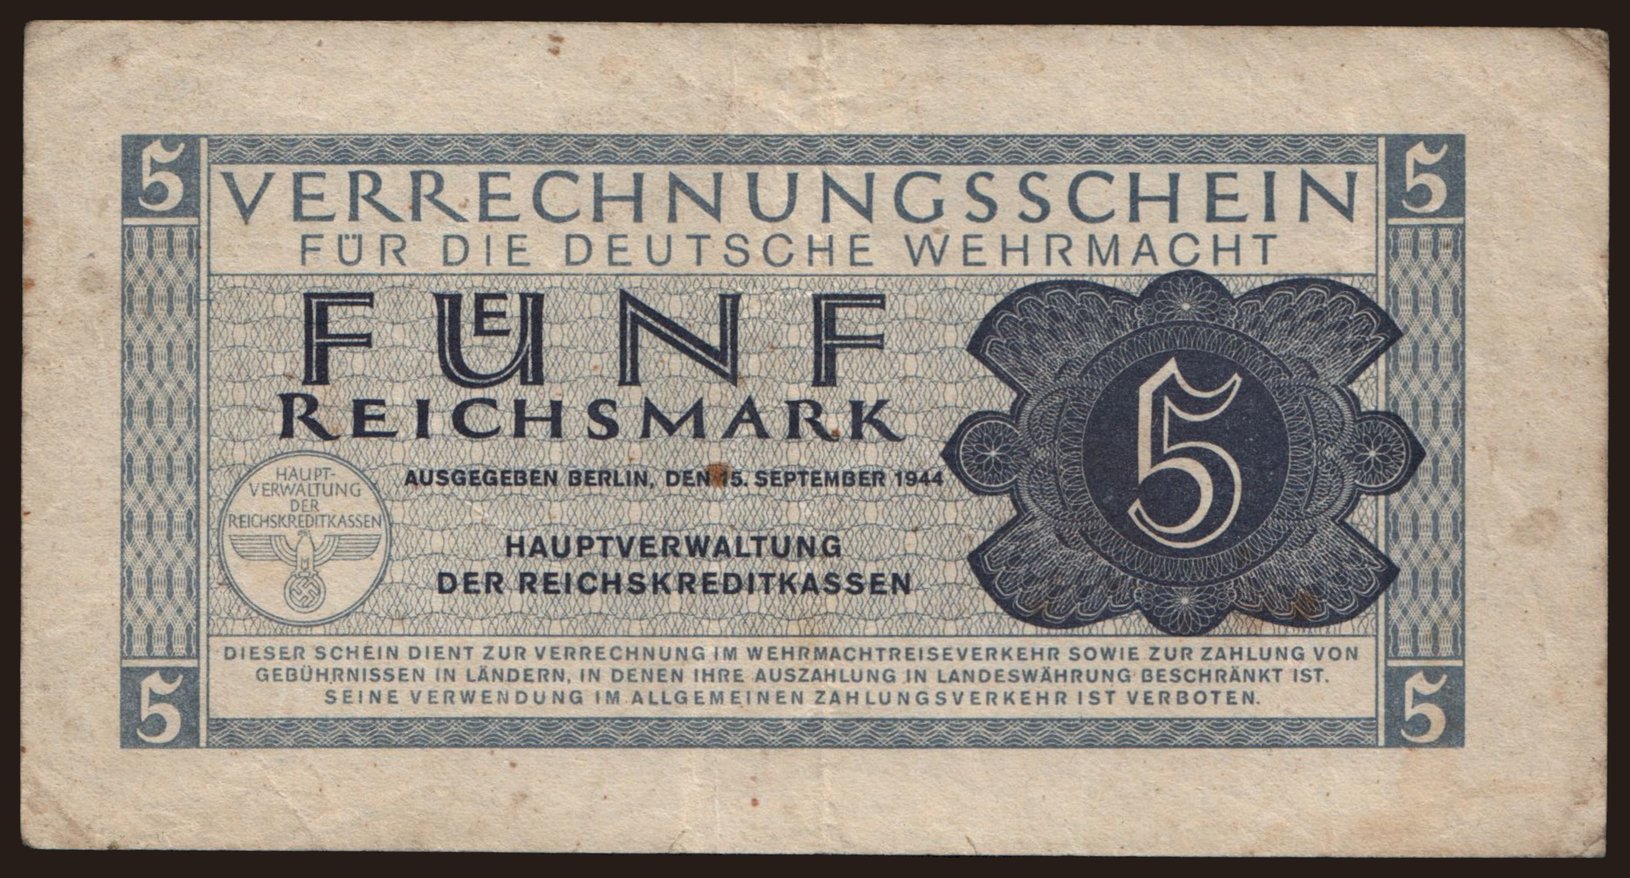 5
5
VERRECHNUNGSSCHEIN
FÜR DIE DEUTSCHE WEHRMACHT
FUENF
REICHSMARK
5
AUSGEGEBEN BERLIN, DEN 15. SEPTEMBER 1944
HAUPT-
VERWALTUNG
DER
REICHSKREDITKASSEN
HAUPTVERWALTUNG
DER REICHSKREDITKASSEN
DIESER SCHEIN DIENT ZUR VERRECHNUNG IM WEHRMACHTREISEVERKEHR SOWIE ZUR ZAHLUNG VON
GEBÜHRNISSEN IN LÄNDERN, IN DENEN IHRE AUSZAHLUNG IN LANDESWÄHRUNG BESCHRÄNKT IST.
SEINE VERWENDUNG IM ALLGEMEINEN ZAHLUNGSVERKEHR IST VERBOTEN.
5
5